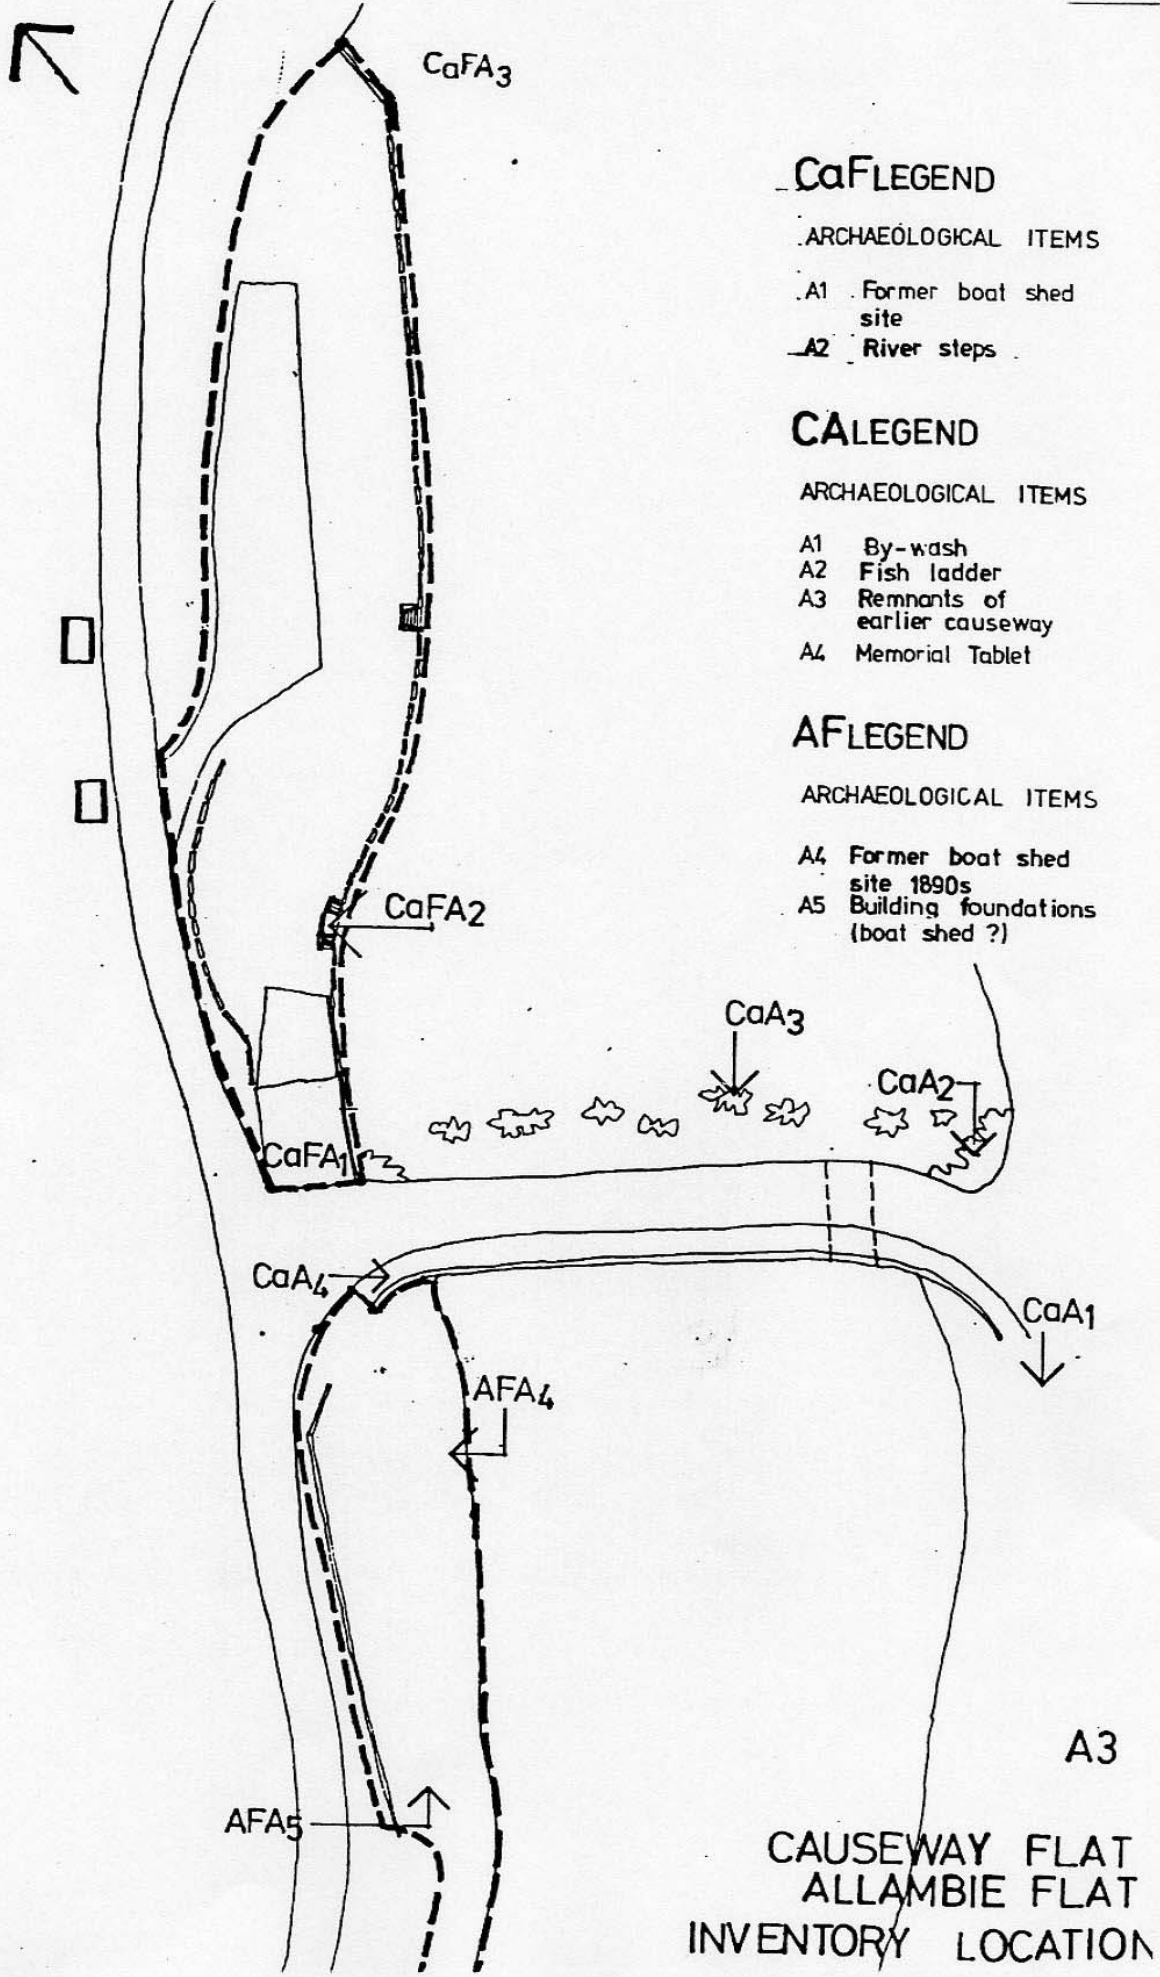 CaFA3
CaFLEGEND
ARCHAEOLOGICAL ITEMS
A1 Former boat shed
site
A2 River steps
CALEGEND
ARCHAEOLOGICAL ITEMS
A1 By-wash
A2 Fish ladder
A3 Remnants of
earlier causeway
A4 Memorial Tablet
AFLEGEND
ARCHAEOLOGICAL ITEMS
A4 Former boat shed
site 1890s
A5 Building foundations
(boat shed ?)
CaFA2
CaA3
CaA2
CaFA1
CaA4
CaA1
AFA4
AFA5
A3
CAUSEWAY FLAT
ALLAMBIE FLAT
INVENTORY LOCATION